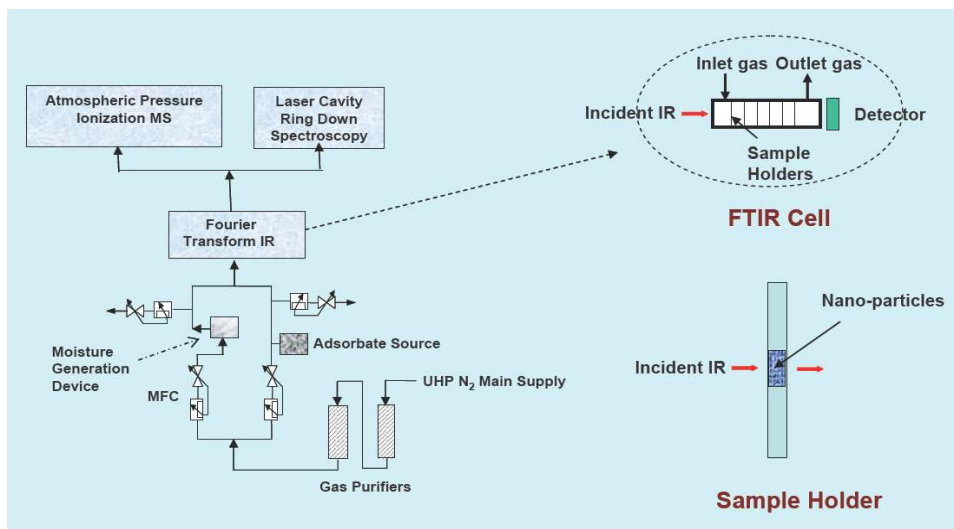 Atmospheric Pressure
Ionization MS
Laser Cavity
Ring Down
Spectroscopy
Fourier
Transform IR
Moisture
Generation
Device
Adsorbate Source
MFC
UHP N₂ Main Supply
Gas Purifiers
Inlet gas
Outlet gas
Incident IR
Detector
Sample
Holders
FTIR Cell
Nano-particles
Incident IR
Sample Holder